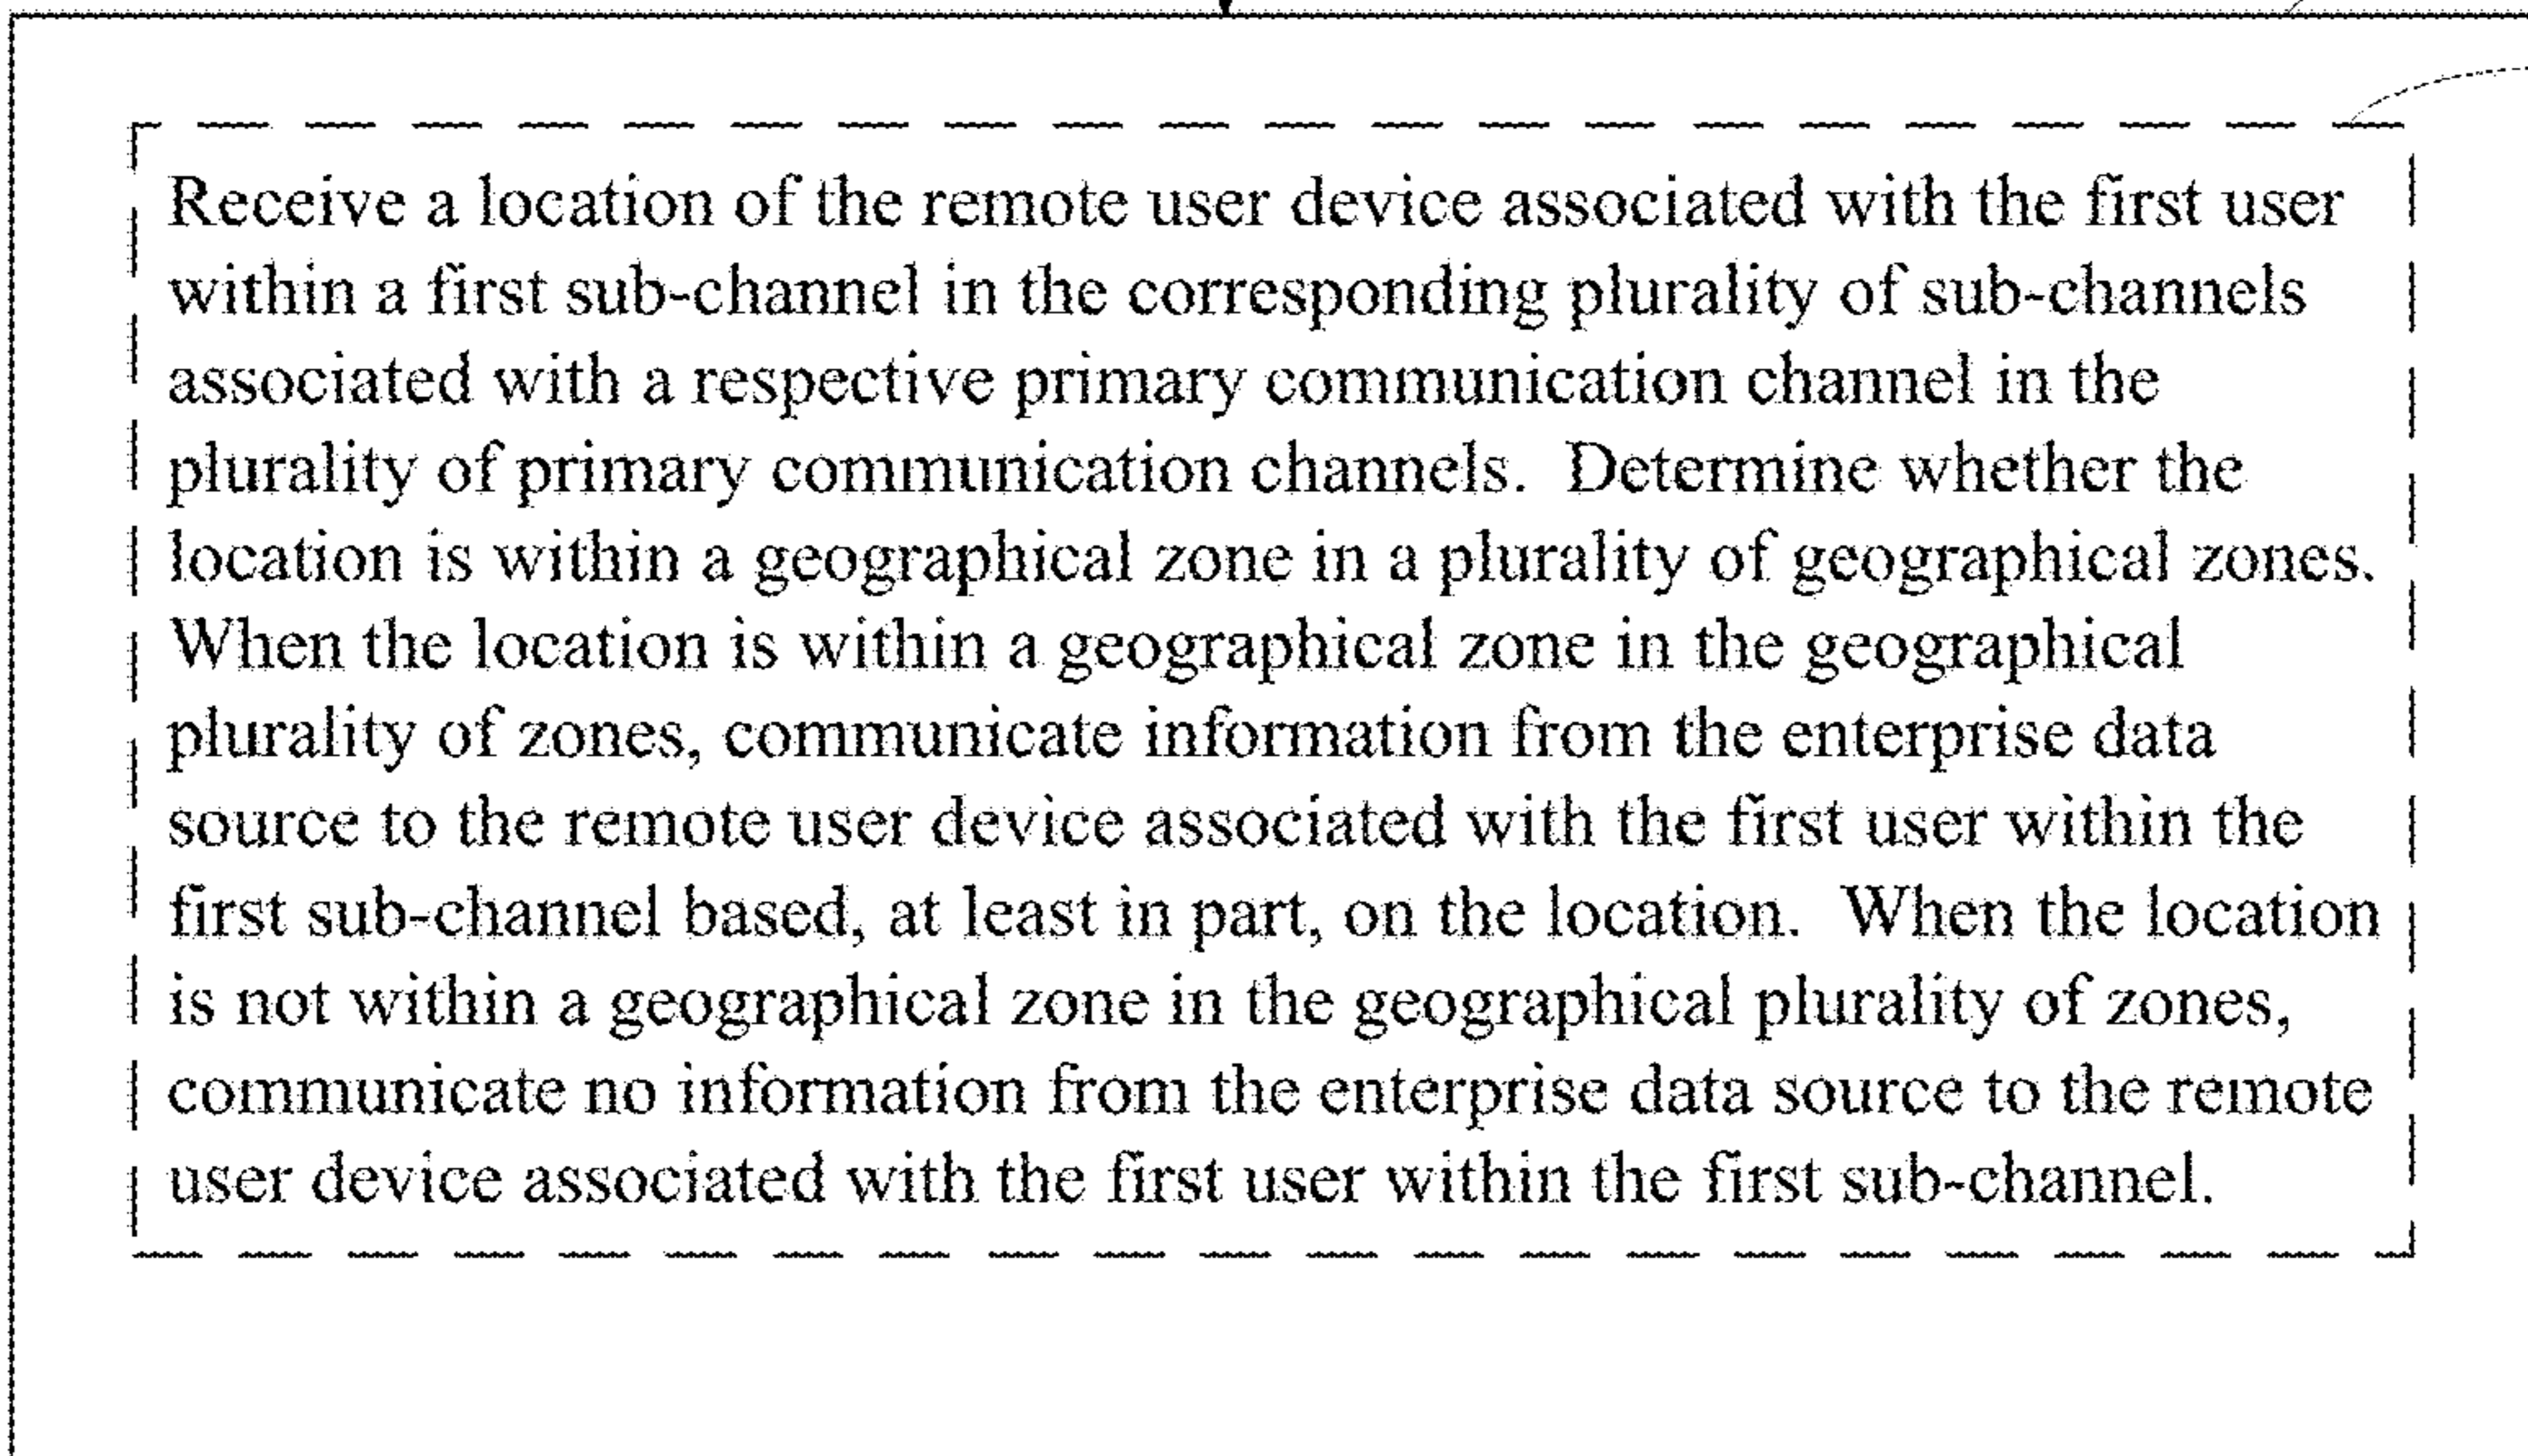 Receive a location of the remote user device associated with the first user
within a first sub-channel in the corresponding plurality of sub-channels
associated with a respective primary communication channel in the
plurality of primary communication channels.  Determine whether the
location is within a geographical zone in a plurality of geographical zones.
When the location is within a geographical zone in the geographical
plurality of zones, communicate information from the enterprise data
source to the remote user device associated with the first user within the
first sub-channel based, at least in part, on the location.  When the location
is not within a geographical zone in the geographical plurality of zones,
communicate no information from the enterprise data source to the remote
user device associated with the first user within the first sub-channel.